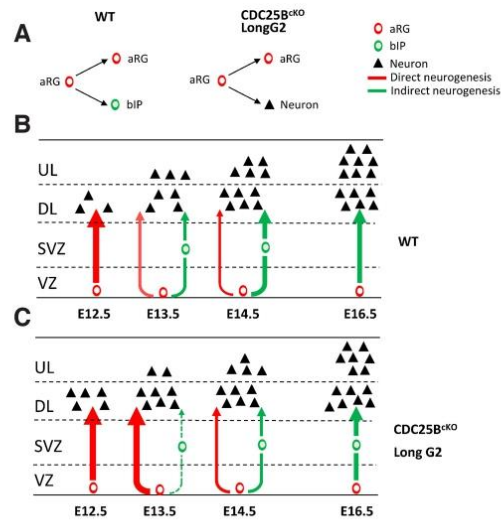 A
WT
aRG
aRG
bIP
CDC25BcKO
LongG2
aRG
aRG
Neuron
aRG
bIP
Neuron
Direct neurogenesis
Indirect neurogenesis
B
UL
DL
SVZ
VZ
WT
E12.5 E13.5 E14.5 E16.5
C
UL
DL
SVZ
VZ
CDC25BcKO
Long G2
E12.5 E13.5 E14.5 E16.5